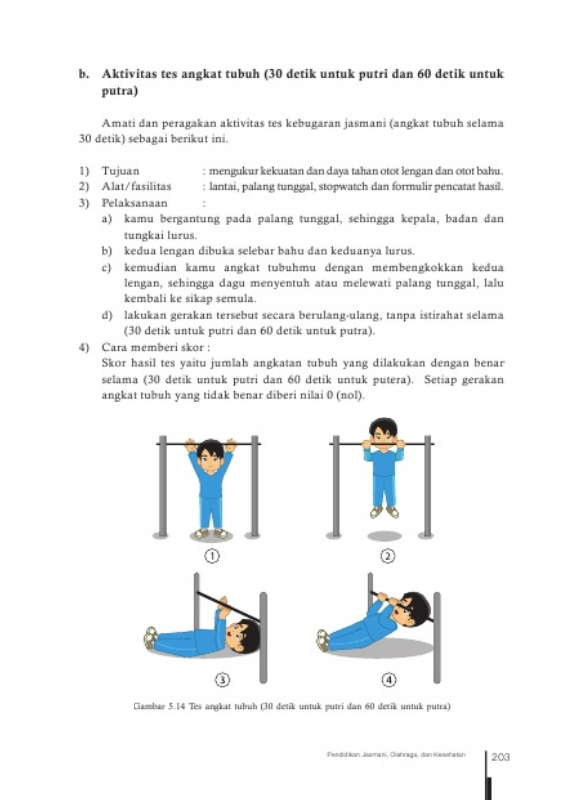 b. Aktivitas tes angkat tubuh (30 detik untuk putri dan 60 detik untuk
putra)
Amati dan peragakan aktivitas tes kebugaran jasmani (angkat tubuh selama
30 detik) sebagai berikut ini.
1) Tujuan : mengukur kekuatan dan daya tahan otot lengan dan otot bahu.
2) Alat/fasilitas : lantai, palang tunggal, stopwatch dan formulir pencatat hasil.
3) Pelaksanaan :
a) kamu bergantung pada palang tunggal, sehingga kepala, badan dan
tungkai lurus.
b) kedua lengan dibuka selebar bahu dan keduanya lurus.
c) kemudian kamu angkat tubuhmu dengan membengkokkan kedua
lengan, sehingga dagu menyentuh atau melewati palang tunggal, lalu
kembali ke sikap semula.
d) lakukan gerakan tersebut secara berulang-ulang, tanpa istirahat selama
(30 detik untuk putri dan 60 detik untuk putra).
4) Cara memberi skor :
Skor hasil tes yaitu jumlah angkatan tubuh yang dilakukan dengan benar
selama (30 detik untuk putri dan 60 detik untuk putera). Setiap gerakan
angkat tubuh yang tidak benar diberi nilai 0 (nol).
1
2
3
4
Gambar 5.14 Tes angkat tubuh (30 detik untuk putri dan 60 detik untuk putra)
Pendidikan Jasmani, Olahraga, dan Kesehatan
203